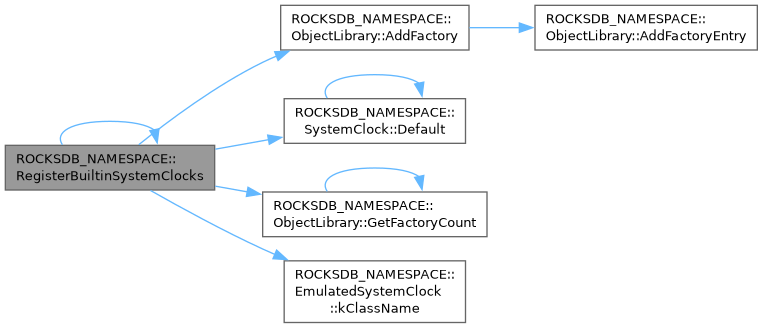 ROCKSDB_NAMESPACE::
RegisterBuiltinSystemClocks
ROCKSDB_NAMESPACE::
ObjectLibrary::AddFactory
ROCKSDB_NAMESPACE::
ObjectLibrary::AddFactoryEntry
ROCKSDB_NAMESPACE::
SystemClock::Default
ROCKSDB_NAMESPACE::
ObjectLibrary::GetFactoryCount
ROCKSDB_NAMESPACE::
EmulatedSystemClock
::kClassName